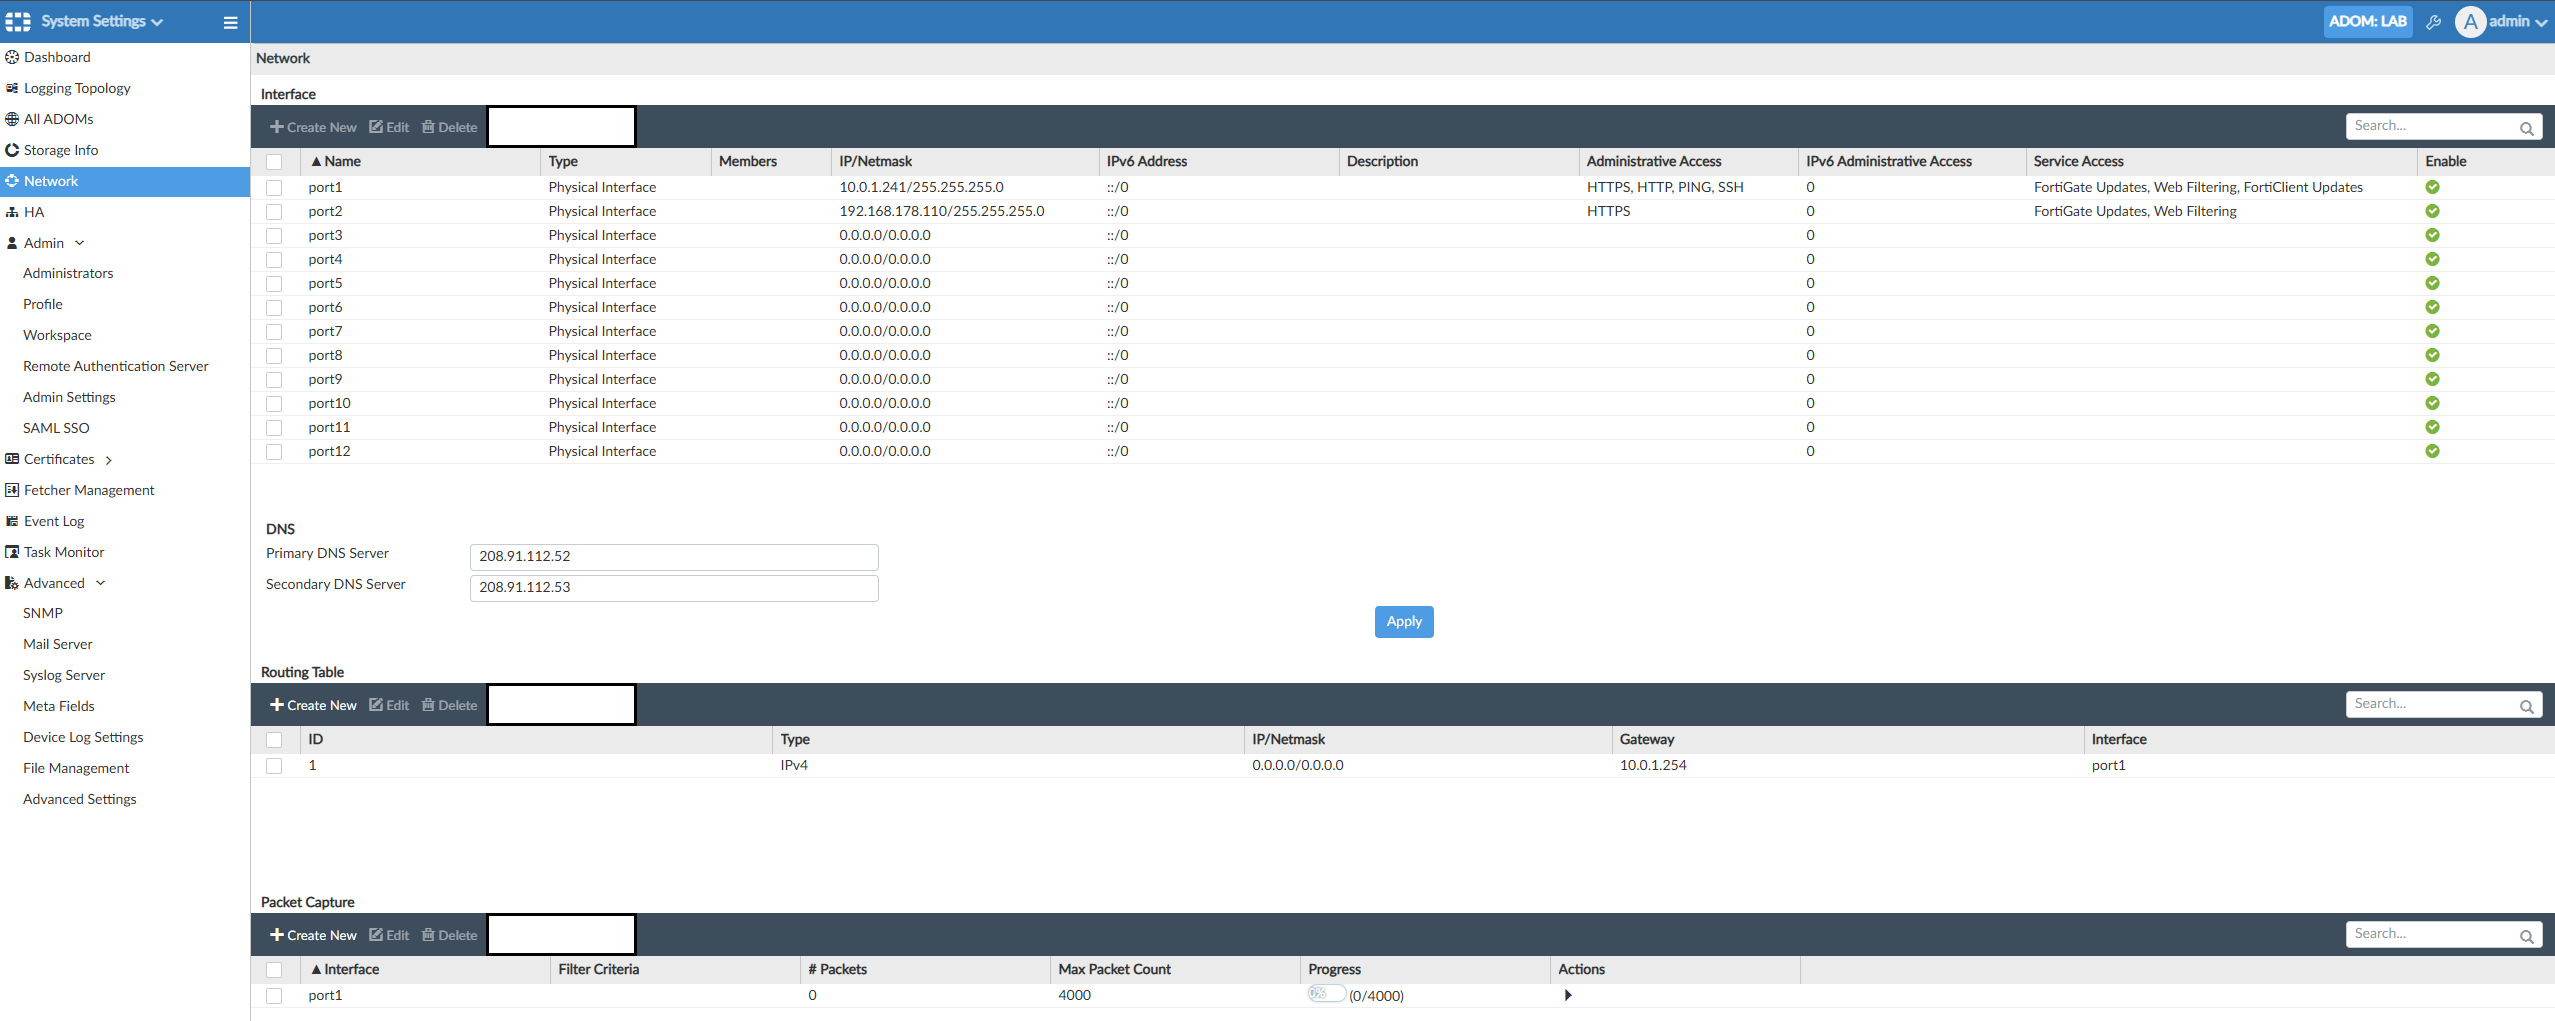 System Settings
ADOM: LAB
A admin
Dashboard
Logging Topology
All ADOMs
Storage Info
Network
HA
Admin
Administrators
Profile
Workspace
Remote Authentication Server
Admin Settings
SAML SSO
Certificates
Fetcher Management
Event Log
Task Monitor
Advanced
SNMP
Mail Server
Syslog Server
Meta Fields
Device Log Settings
File Management
Advanced Settings
Network
Interface
Create New Edit Delete Search...
Name Type Members IP/Netmask IPv6 Address Description Administrative Access IPv6 Administrative Access Service Access Enable
port1 Physical Interface 10.0.1.241/255.255.255.0 ::/0 HTTPS, HTTP, PING, SSH 0 FortiGate Updates, Web Filtering, FortiClient Updates
port2 Physical Interface 192.168.178.110/255.255.255.0 ::/0 HTTPS 0 FortiGate Updates, Web Filtering
port3 Physical Interface 0.0.0.0/0.0.0.0 ::/0 0
port4 Physical Interface 0.0.0.0/0.0.0.0 ::/0 0
port5 Physical Interface 0.0.0.0/0.0.0.0 ::/0 0
port6 Physical Interface 0.0.0.0/0.0.0.0 ::/0 0
port7 Physical Interface 0.0.0.0/0.0.0.0 ::/0 0
port8 Physical Interface 0.0.0.0/0.0.0.0 ::/0 0
port9 Physical Interface 0.0.0.0/0.0.0.0 ::/0 0
port10 Physical Interface 0.0.0.0/0.0.0.0 ::/0 0
port11 Physical Interface 0.0.0.0/0.0.0.0 ::/0 0
port12 Physical Interface 0.0.0.0/0.0.0.0 ::/0 0
DNS
Primary DNS Server 208.91.112.52
Secondary DNS Server 208.91.112.53
Apply
Routing Table
Create New Edit Delete Search...
ID Type IP/Netmask Gateway Interface
1 IPv4 0.0.0.0/0.0.0.0 10.0.1.254 port1
Packet Capture
Create New Edit Delete Search...
Interface Filter Criteria # Packets Max Packet Count Progress Actions
port1 0 4000 0% (0/4000)